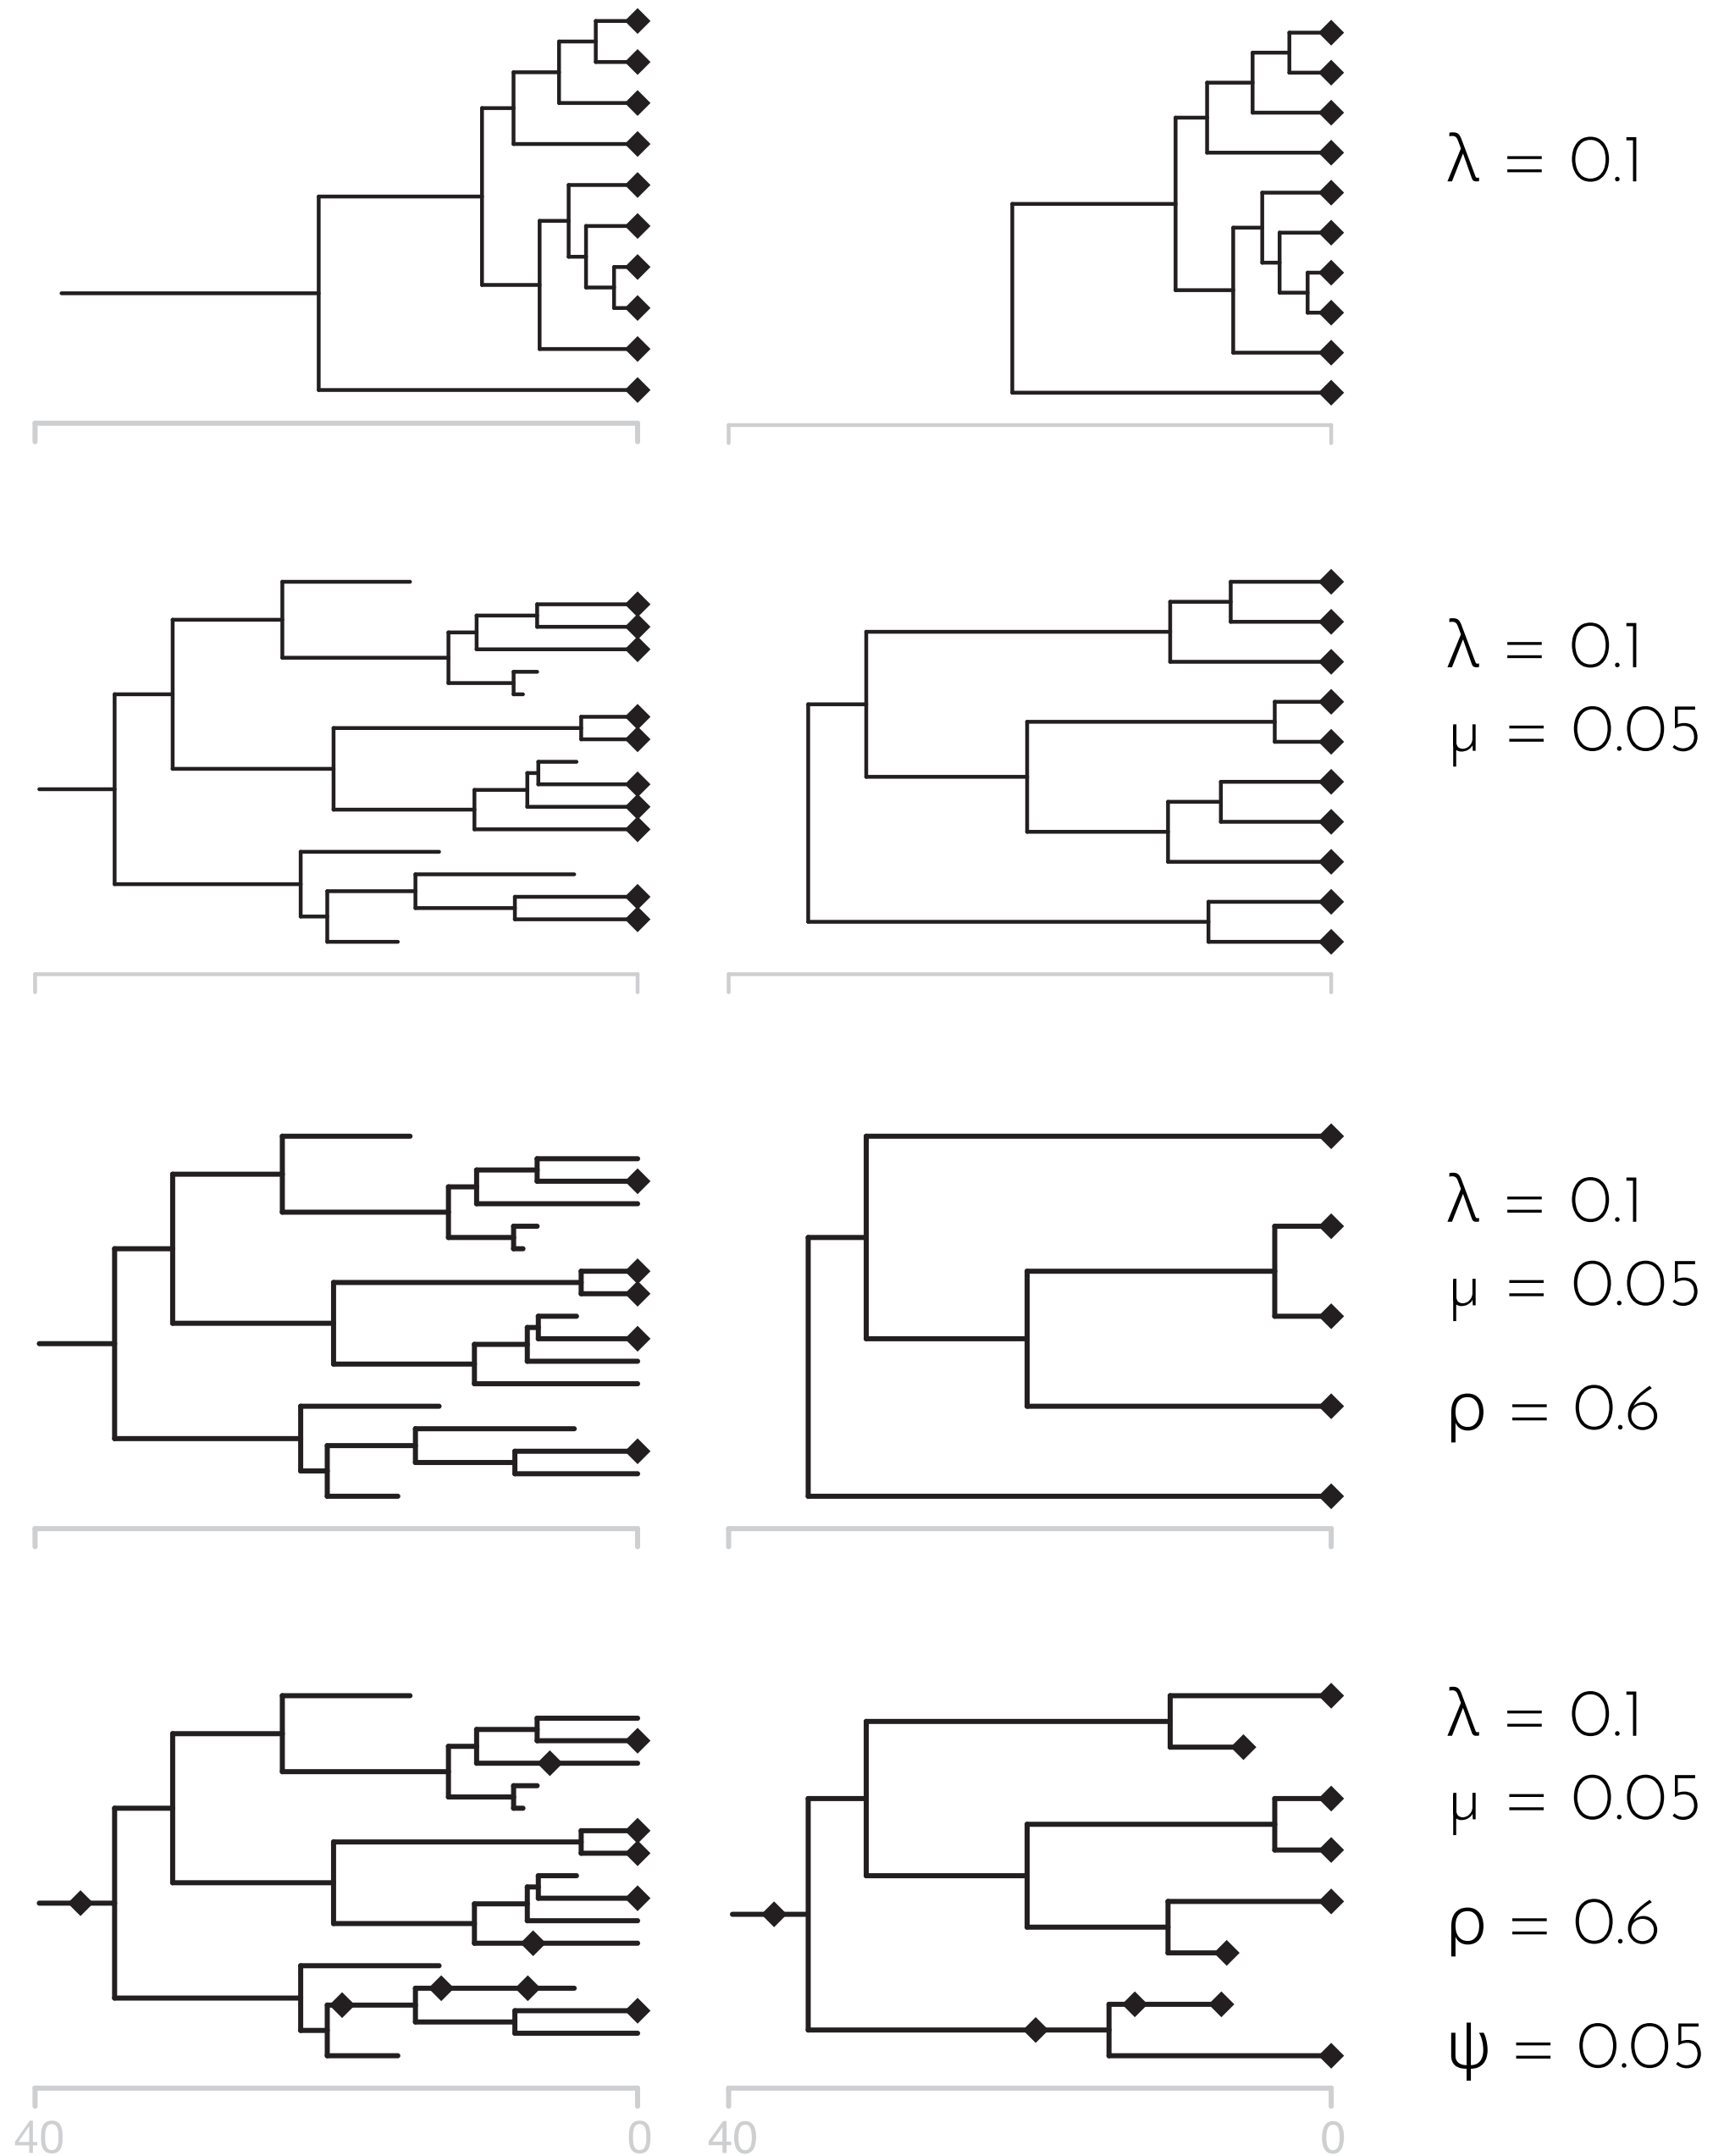 λ = 0.1
λ = 0.1
μ = 0.05
λ = 0.1
μ = 0.05
ρ = 0.6
λ = 0.1
μ = 0.05
ρ = 0.6
ψ = 0.05
40 0 40 0